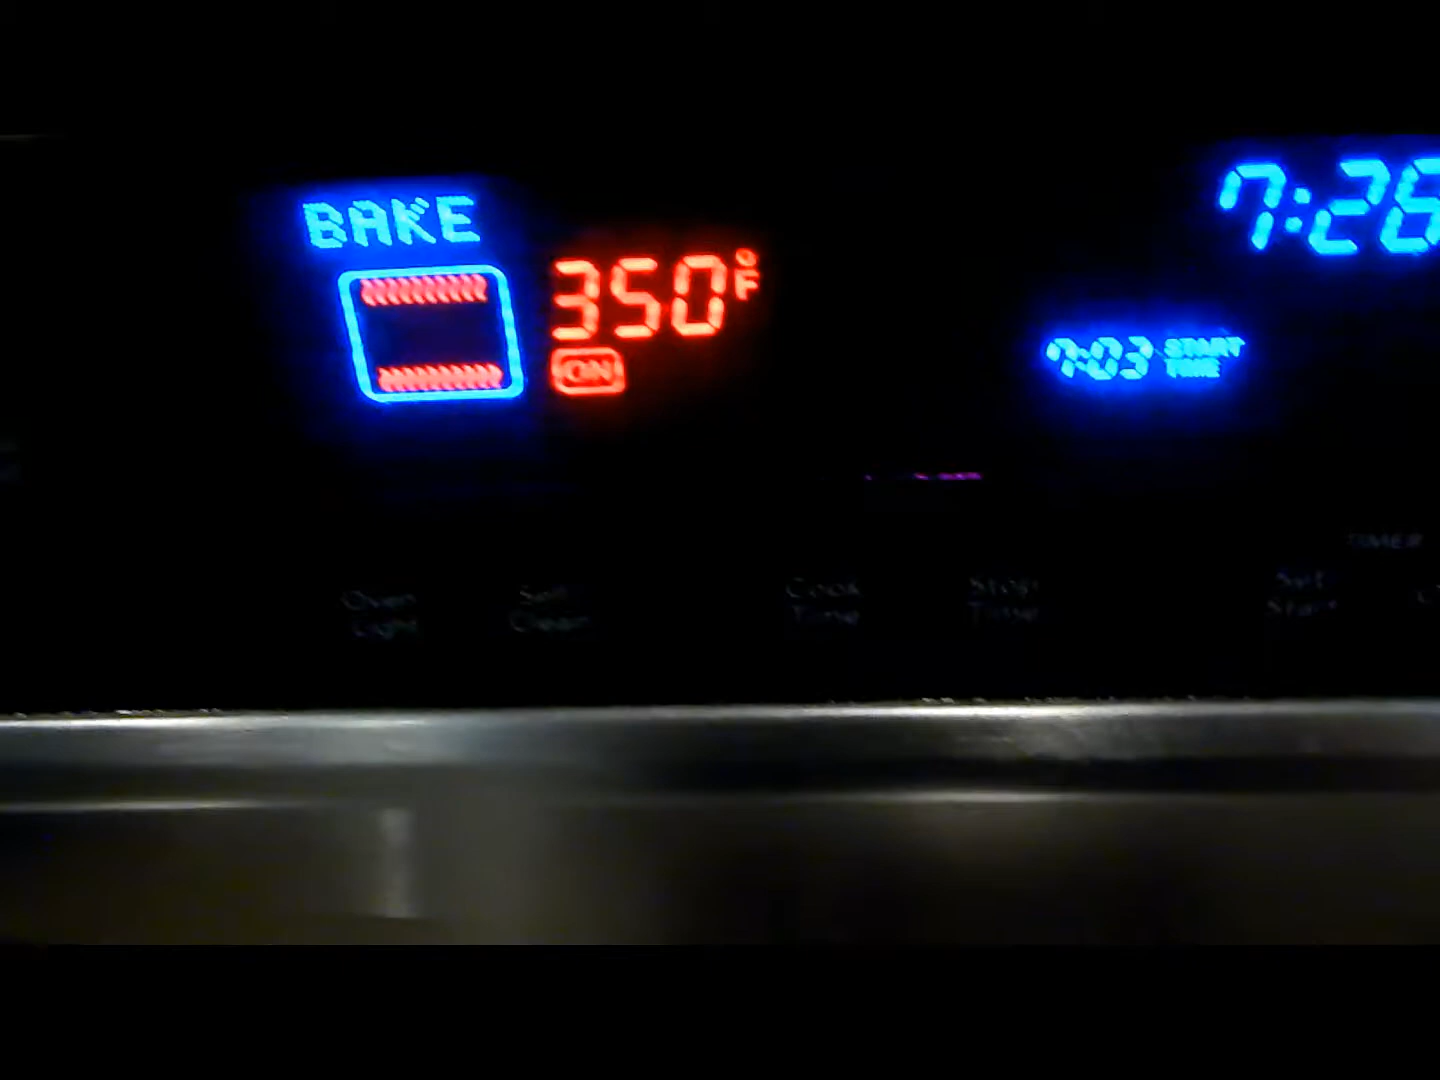 BAKE
350°F
ON
7:26
7:03 START TIME
TIMER
Oven Light
Self Clean
Cook Time
Stop Time
Set Start